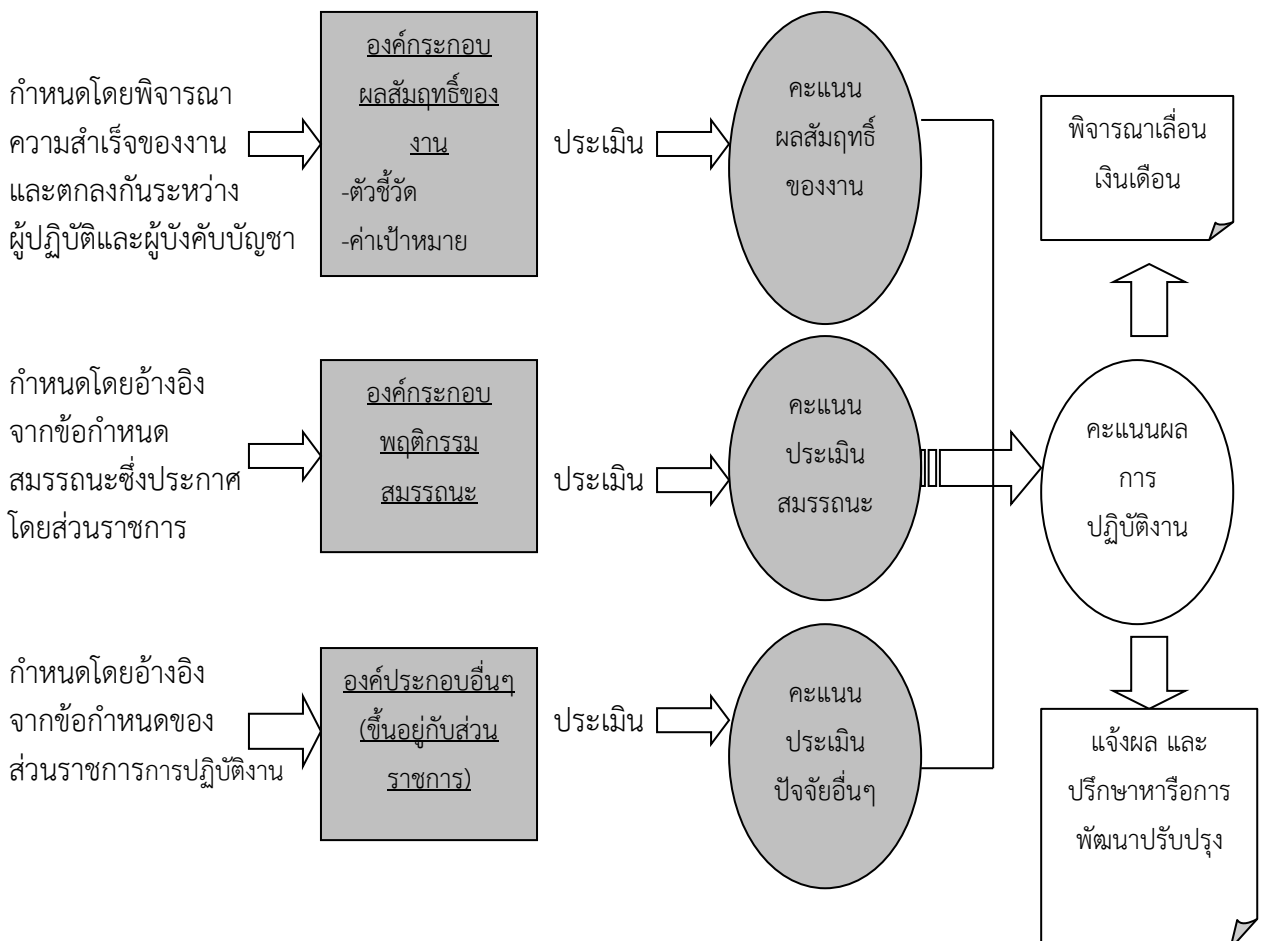 กำหนดโดยพิจารณา
ความสำเร็จของงาน
และตกลงกันระหว่าง
ผู้ปฏิบัติและผู้บังคับบัญชา
องค์กระกอบ
ผลสัมฤทธิ์ของ
งาน
-ตัวชี้วัด
-ค่าเป้าหมาย
ประเมิน
คะแนน
ผลสัมฤทธิ์
ของงาน
พิจารณาเลื่อน
เงินเดือน
กำหนดโดยอ้างอิง
จากข้อกำหนด
สมรรถนะซึ่งประกาศ
โดยส่วนราชการ
องค์กระกอบ
พฤติกรรม
สมรรถนะ
ประเมิน
คะแนน
ประเมิน
สมรรถนะ
คะแนนผล
การ
ปฏิบัติงาน
กำหนดโดยอ้างอิง
จากข้อกำหนดของ
ส่วนราชการการปฏิบัติงาน
องค์ประกอบอื่นๆ
(ขึ้นอยู่กับส่วน
ราชการ)
ประเมิน
คะแนน
ประเมิน
ปัจจัยอื่นๆ
แจ้งผล และ
ปรึกษาหารือการ
พัฒนาปรับปรุง